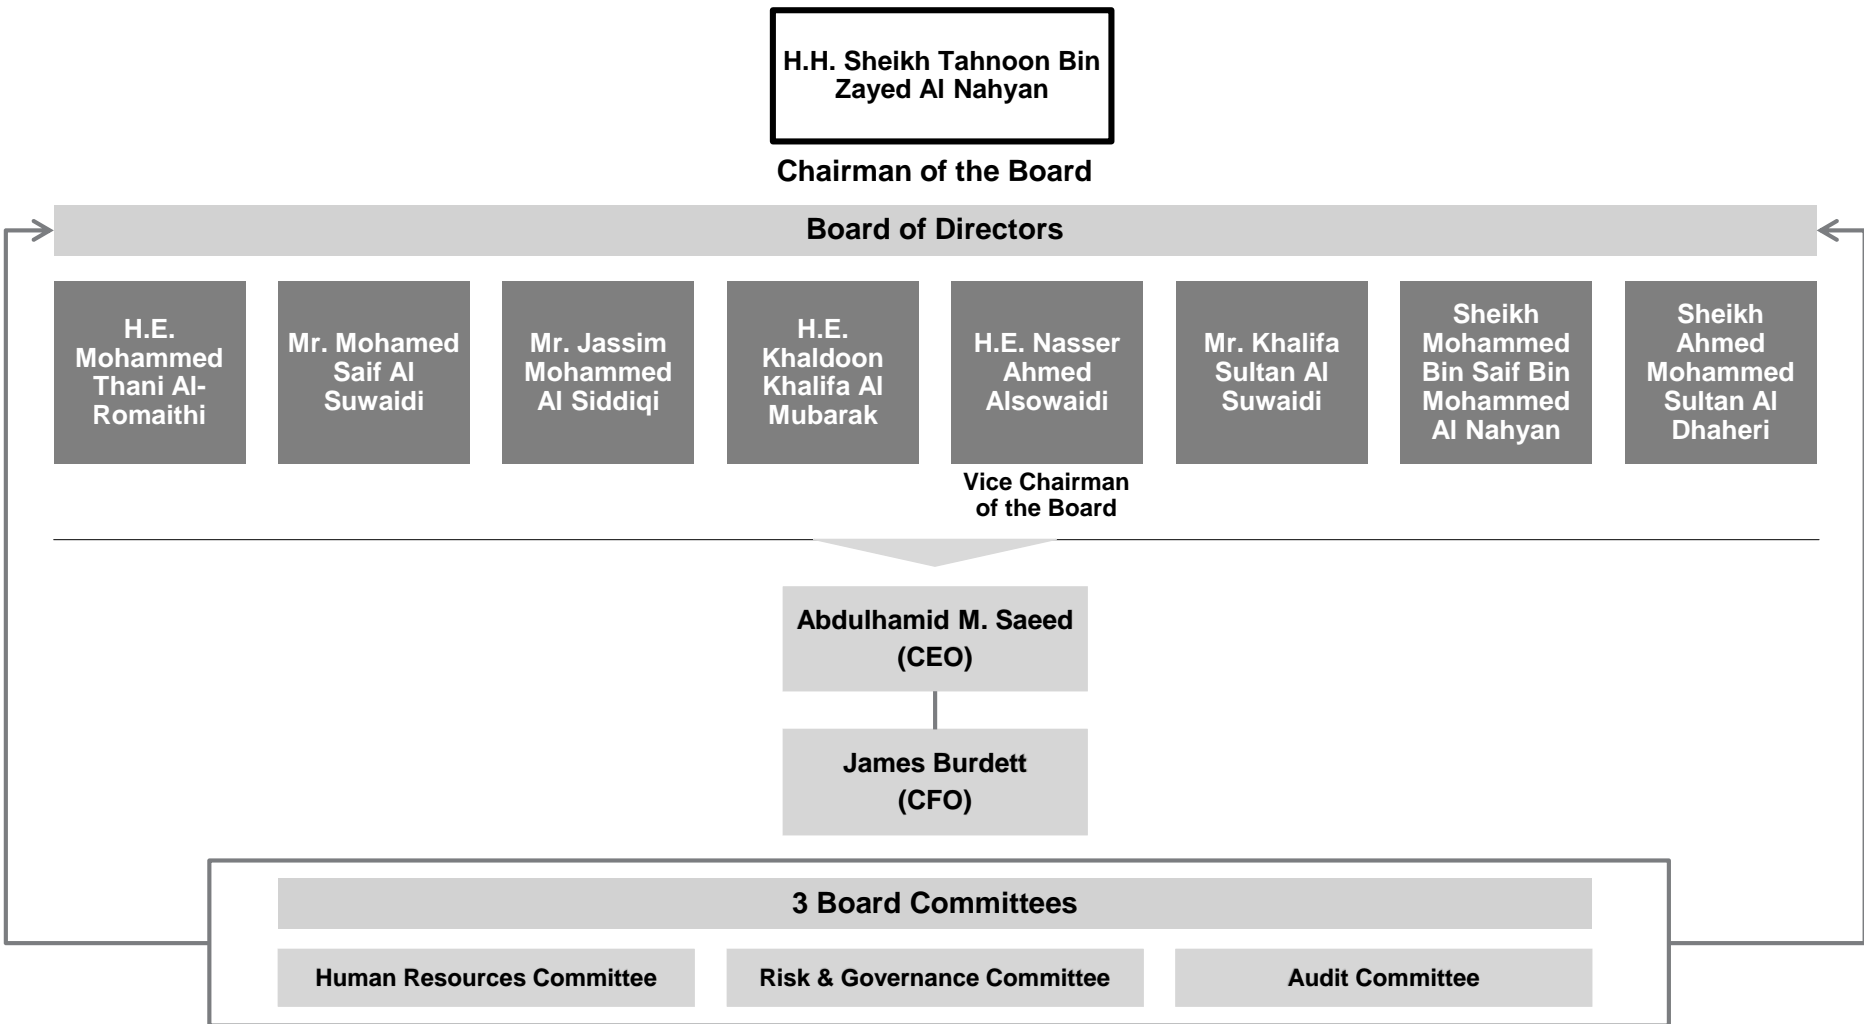 H.H. Sheikh Tahnoon Bin
Zayed Al Nahyan
Chairman of the Board
Board of Directors
H.E.
Mohammed
Thani Al-
Romaithi
Mr. Mohamed
Saif Al
Suwaidi
Mr. Jassim
Mohammed
Al Siddiqi
H.E.
Khaldoon
Khalifa Al
Mubarak
H.E. Nasser
Ahmed
Alsowaidi
Mr. Khalifa
Sultan Al
Suwaidi
Sheikh
Mohammed
Bin Saif Bin
Mohammed
Al Nahyan
Sheikh
Ahmed
Mohammed
Sultan Al
Dhaheri
Vice Chairman
of the Board
Abdulhamid M. Saeed
(CEO)
James Burdett
(CFO)
3 Board Committees
Human Resources Committee
Risk & Governance Committee
Audit Committee